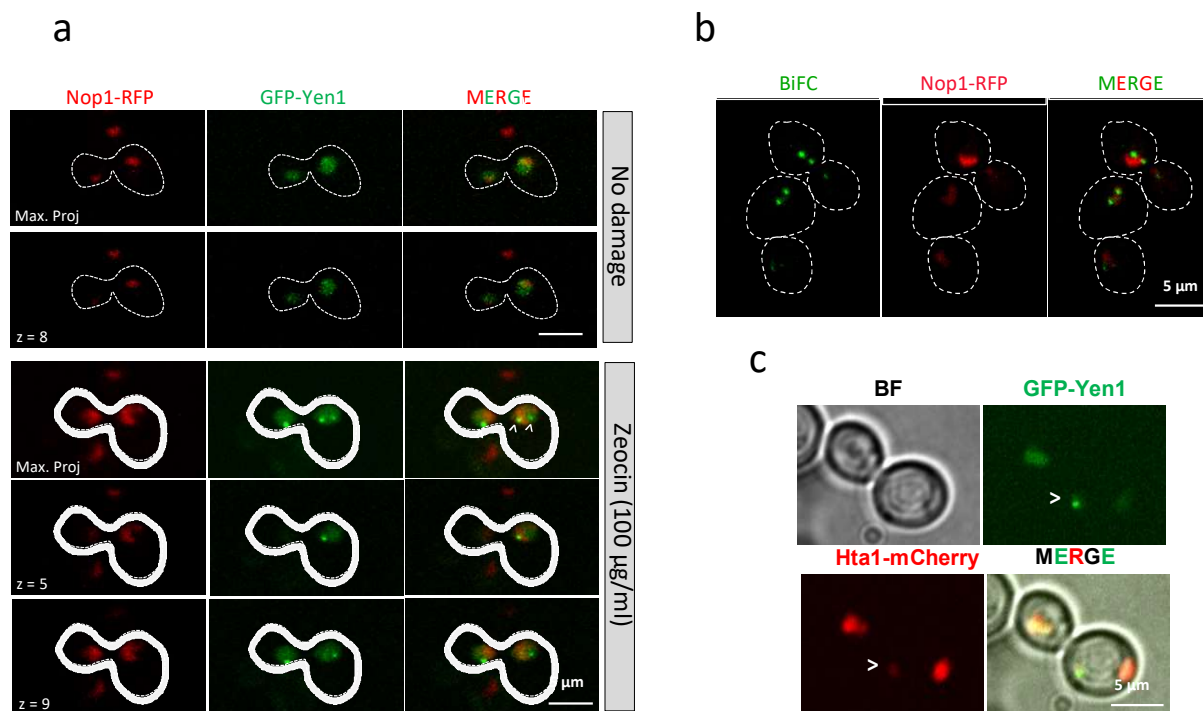 a
Nop1-RFP GFP-Yen1 MERGE
Max. Proj
z = 8
No damage
Max. Proj
z = 5
z = 9
µm
Zeocin (100 µg/ml)
b
BiFC Nop1-RFP MERGE
5 µm
c
BF GFP-Yen1
>
Hta1-mCherry MERGE
>
5 µm